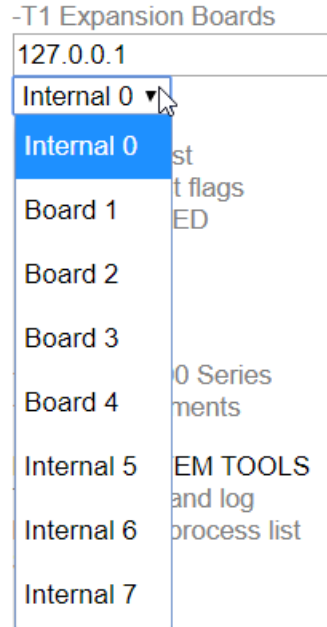 -T1 Expansion Boards
127.0.0.1
Internal 0
Internal 0
st
t flags
Board 1
ED
Board 2
Board 3
0 Series
Board 4
ments
Internal 5
TEM TOOLS
and log
Internal 6
process list
Internal 7